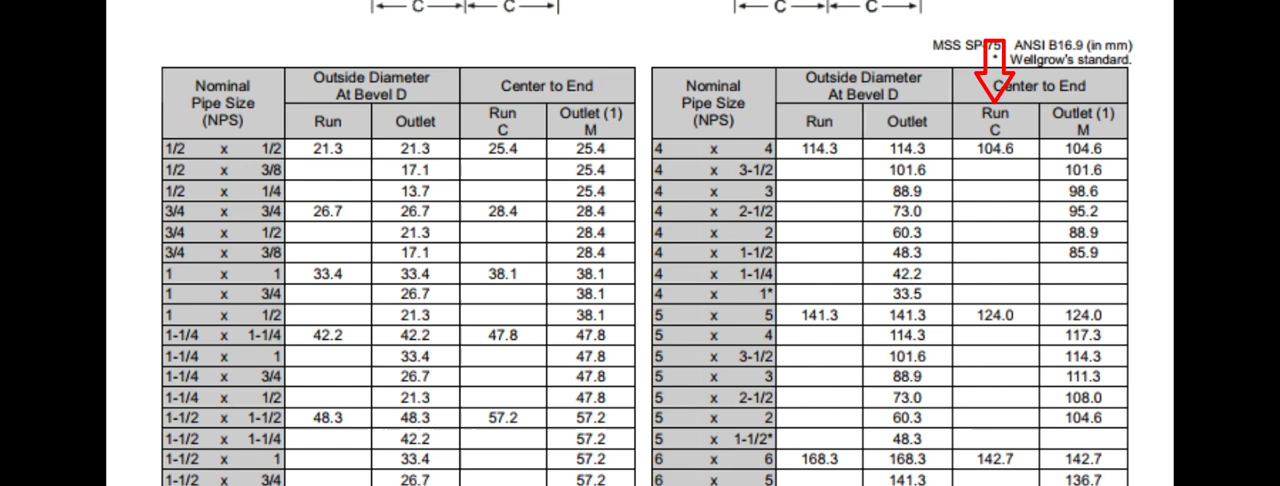 C C C C
MSS SP-75, ANSI B16.9 (in mm)
* Wellgrow's standard.
Nominal Pipe Size (NPS) Outside Diameter At Bevel D Center to End
Run Outlet Run C Outlet (1) M
1/2 x 1/2 21.3 21.3 25.4 25.4
1/2 x 3/8 17.1 25.4
1/2 x 1/4 13.7 25.4
3/4 x 3/4 26.7 26.7 28.4 28.4
3/4 x 1/2 21.3 28.4
3/4 x 3/8 17.1 28.4
1 x 1 33.4 33.4 38.1 38.1
1 x 3/4 26.7 38.1
1 x 1/2 21.3 38.1
1-1/4 x 1-1/4 42.2 42.2 47.8 47.8
1-1/4 x 1 33.4 47.8
1-1/4 x 3/4 26.7 47.8
1-1/4 x 1/2 21.3 47.8
1-1/2 x 1-1/2 48.3 48.3 57.2 57.2
1-1/2 x 1-1/4 42.2 57.2
1-1/2 x 1 33.4 57.2
1-1/2 x 3/4 26.7 57.2
Nominal Pipe Size (NPS) Outside Diameter At Bevel D Center to End
Run Outlet Run C Outlet (1) M
4 x 4 114.3 114.3 104.6 104.6
4 x 3-1/2 101.6 101.6
4 x 3 88.9 98.6
4 x 2-1/2 73.0 95.2
4 x 2 60.3 88.9
4 x 1-1/2 48.3 85.9
4 x 1-1/4 42.2
4 x 1* 33.5
5 x 5 141.3 141.3 124.0 124.0
5 x 4 114.3 117.3
5 x 3-1/2 101.6 114.3
5 x 3 88.9 111.3
5 x 2-1/2 73.0 108.0
5 x 2 60.3 104.6
5 x 1-1/2* 48.3
6 x 6 168.3 168.3 142.7 142.7
6 x 5 141.3 136.7